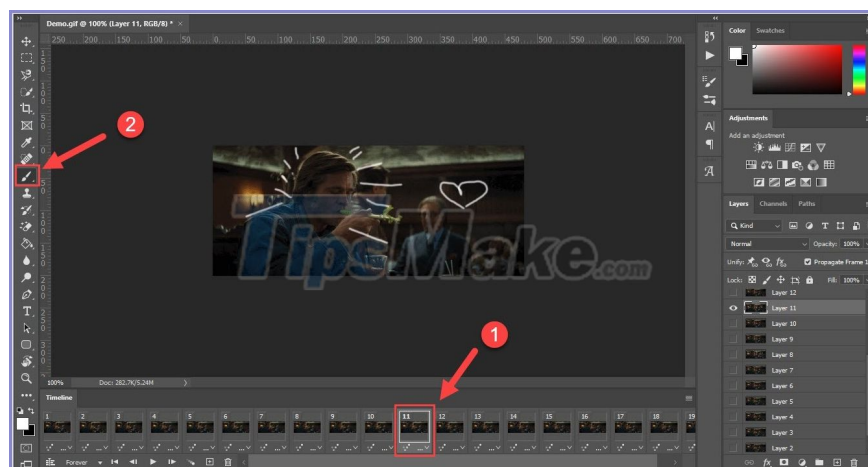 Demo.gif @ 100% (Layer 11, RGB/8) * ×
250 200 150 100 50 0 50 100 150 200 250 300 350 400 450 500 550 600 650 700
Color Swatches
2
Adjustments
Add an adjustment
TipsMake.com
Layers Channels Paths
Kind
Normal Opacity: 100%
Unify: Propagate Frame 1
Lock: Fill: 100%
Layer 12
Layer 11
Layer 10
Layer 9
Layer 8
Layer 7
Layer 6
Layer 5
Layer 4
Layer 3
Layer 2
1
100% Doc: 282.7K/5.24M
Timeline
1 2 3 4 5 6 7 8 9 10 11 12 13 14 15 16 17 18 19
Forever